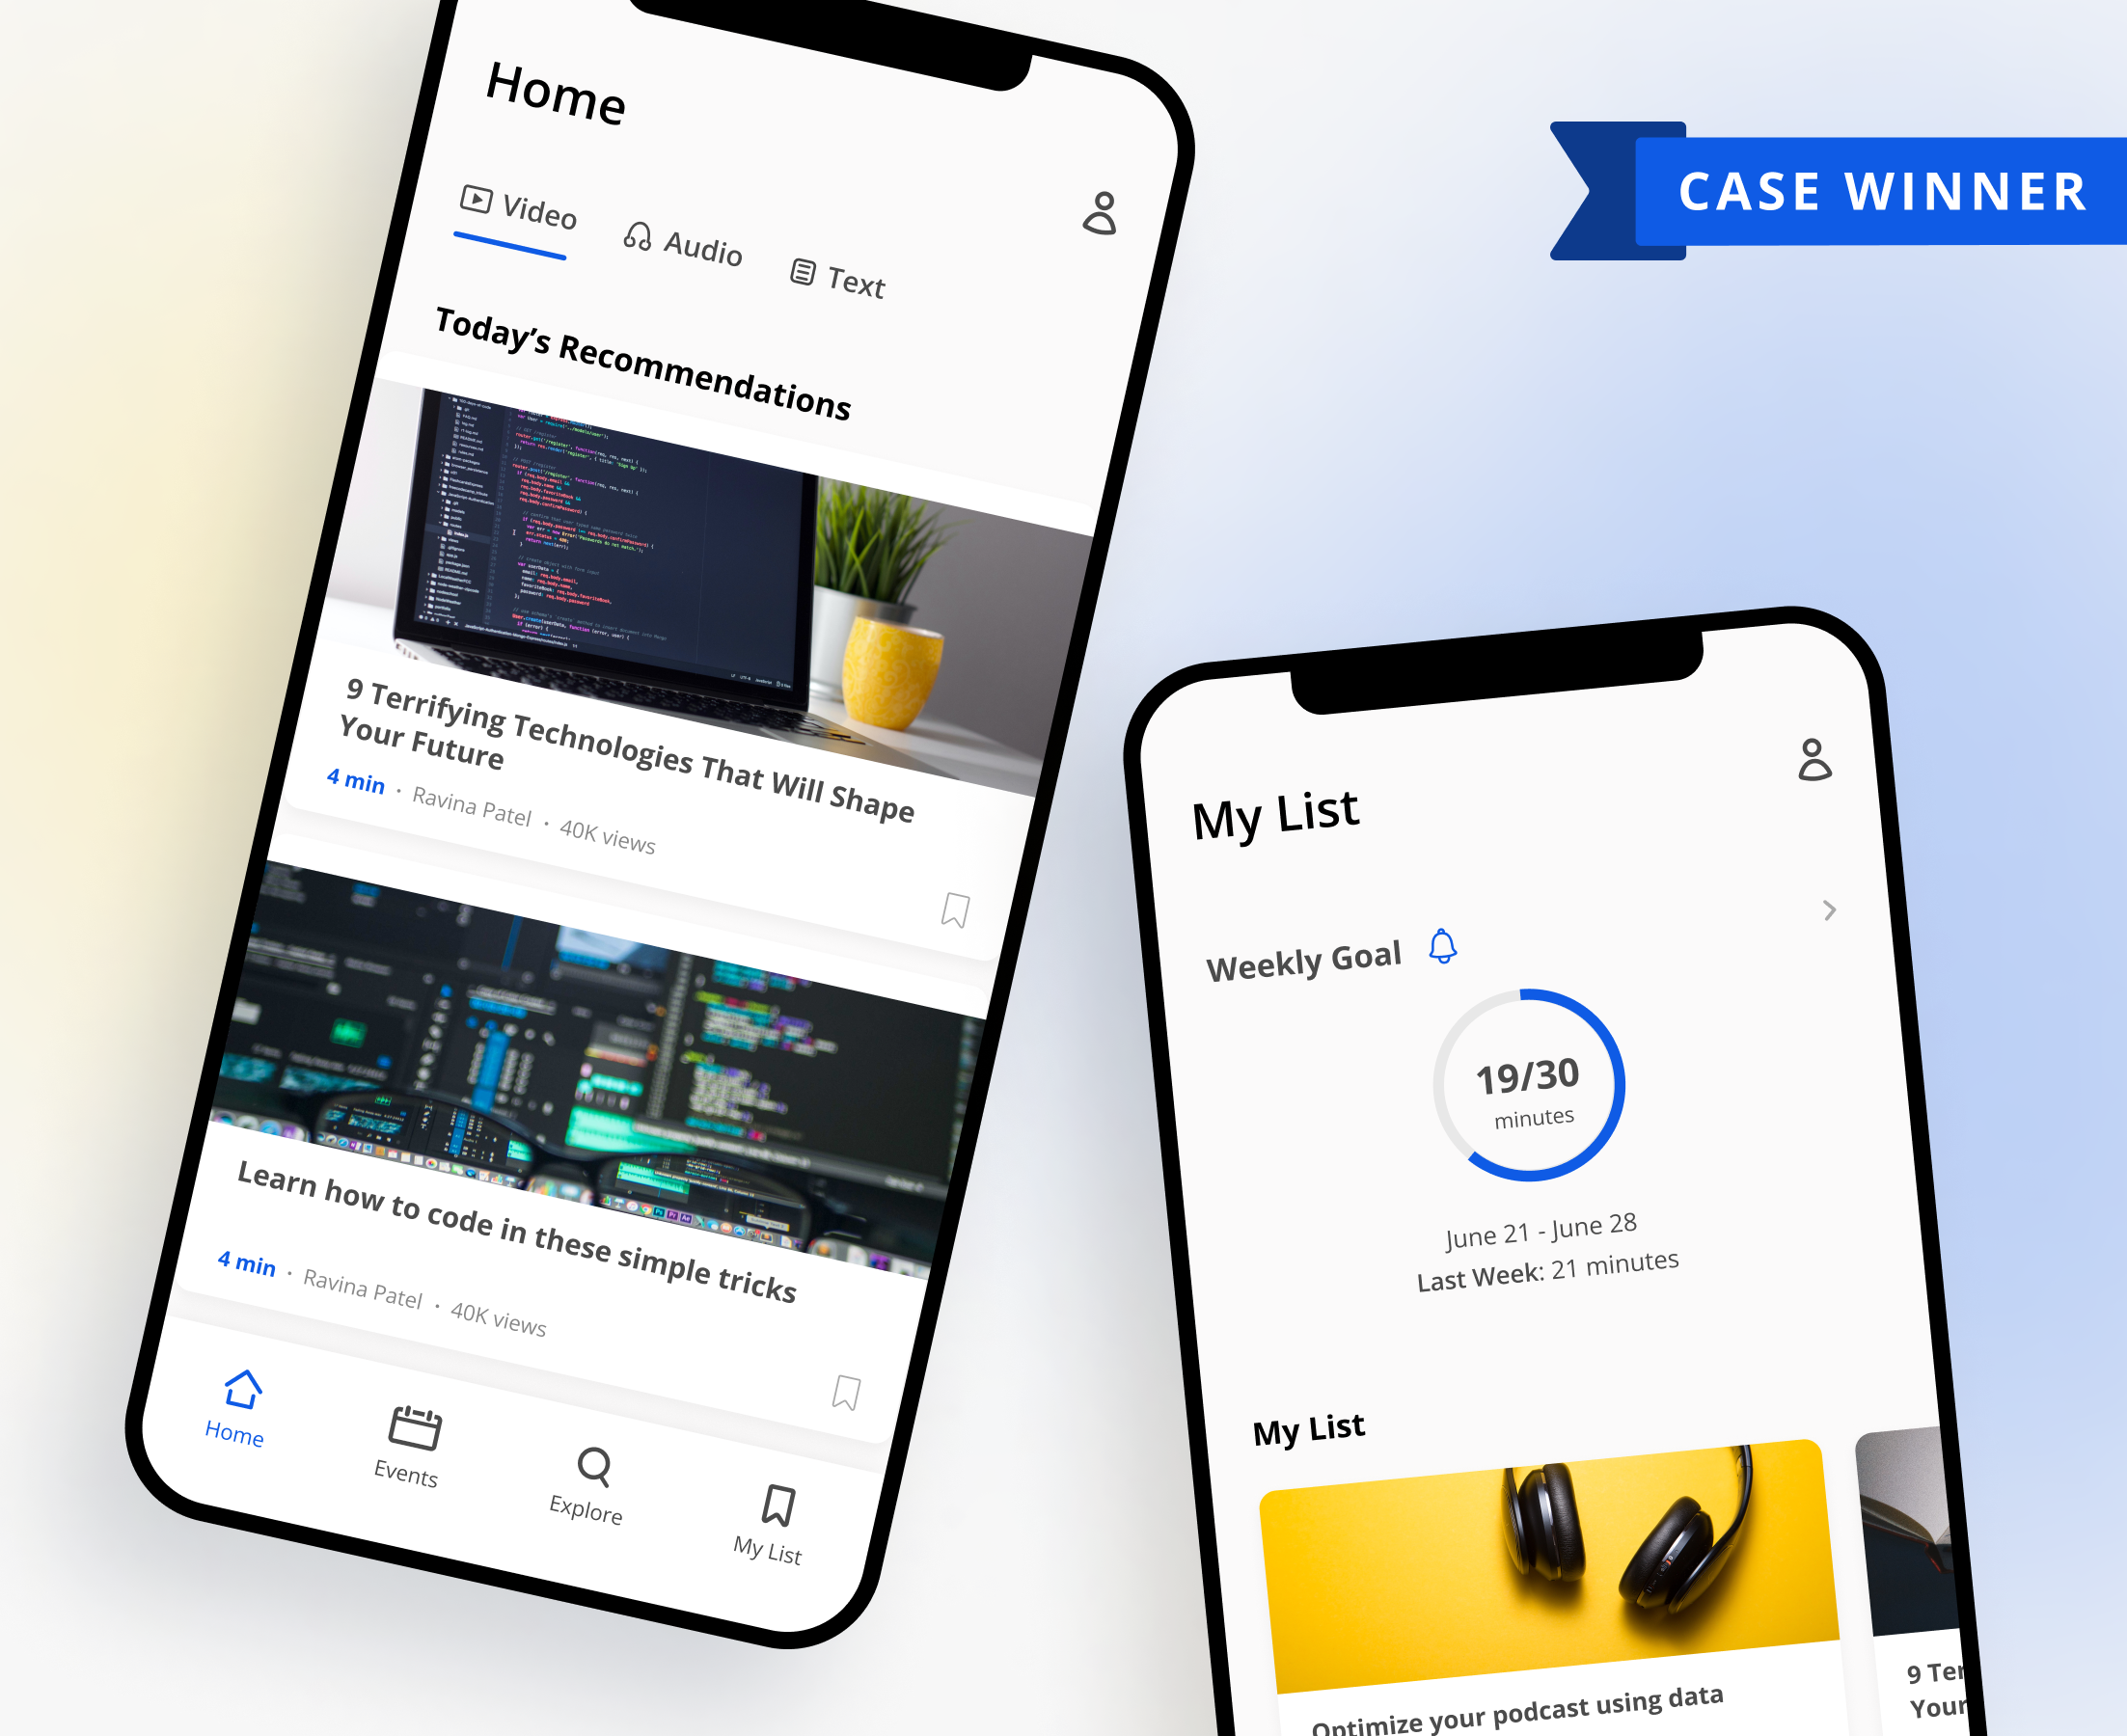 Home
Video
Audio
Text
Today’s Recommendations
9 Terrifying Technologies That Will Shape
Your Future
4 min · Ravina Patel · 40K views
Learn how to code in these simple tricks
4 min · Ravina Patel · 40K views
Home
Events
Explore
My List
CASE WINNER
My List
Weekly Goal
19/30
minutes
June 21 - June 28
Last Week: 21 minutes
My List
Optimize your podcast using data
9 Ter
Your